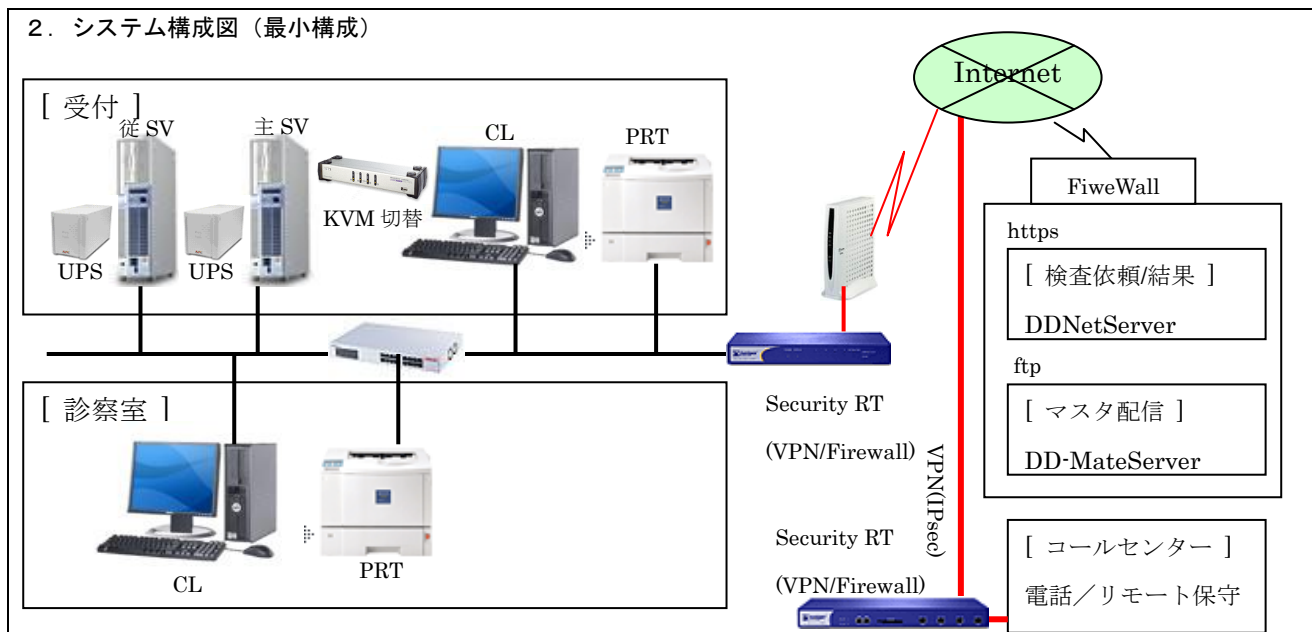 ２．システム構成図（最小構成）
[ 受付 ]
従 SV
主 SV
CL
PRT
KVM 切替
UPS
UPS
Internet
FiweWall
https
[ 検査依頼/結果 ]
DDNetServer
ftp
[ マスタ配信 ]
DD-MateServer
Security RT
(VPN/Firewall)
VPN(IPsec)
[ 診察室 ]
CL
PRT
Security RT
(VPN/Firewall)
[ コールセンター ]
電話／リモート保守